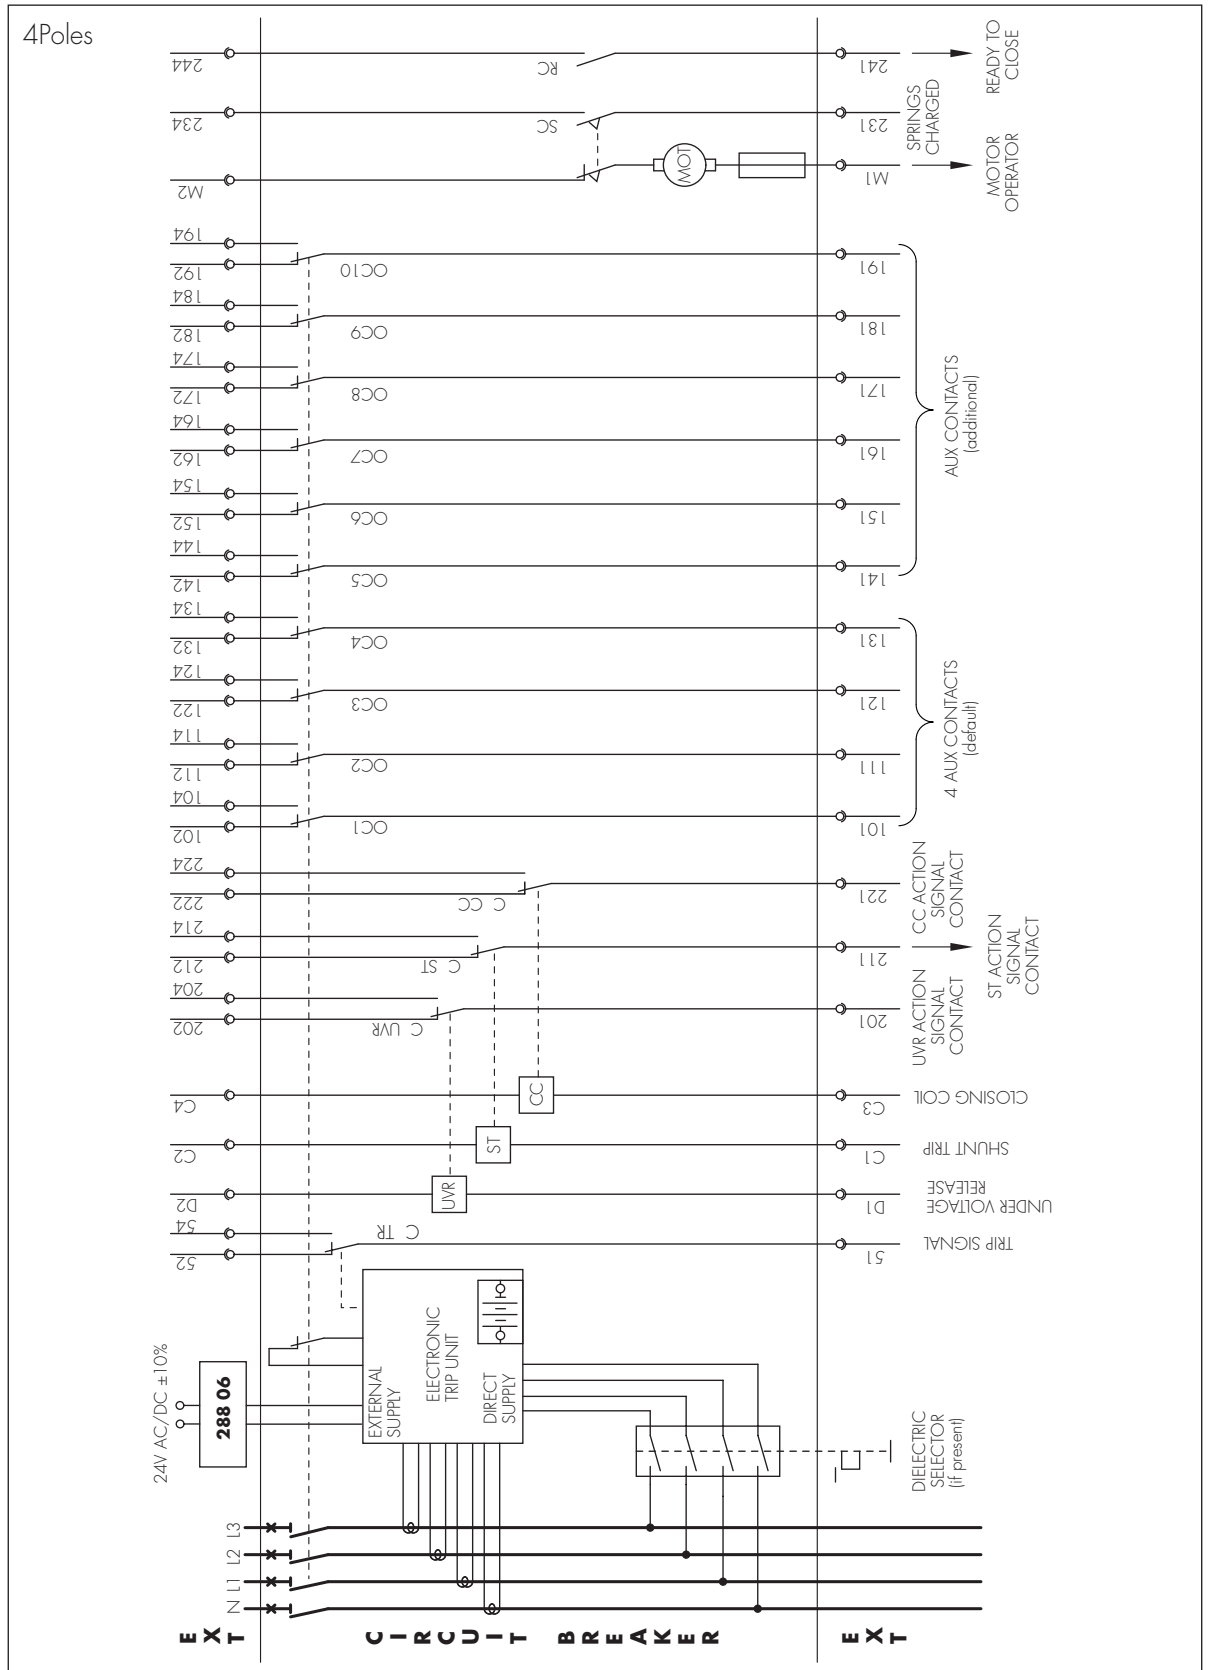 4Poles
244
RC
241
READY TO
CLOSE
234
SC
231
SPRINGS
CHARGED
M2
MOT
M1
MOTOR
OPERATOR
194
192
OC10
191
184
182
OC9
181
174
172
OC8
171
164
162
OC7
161
154
152
OC6
151
144
142
OC5
141
AUX CONTACTS
(additional)
134
132
OC4
131
124
122
OC3
121
114
112
OC2
111
104
102
OC1
101
4 AUX CONTACTS
(default)
224
222
C CC
221
CC ACTION
SIGNAL
CONTACT
214
212
C ST
211
ST ACTION
SIGNAL
CONTACT
204
202
C UVR
201
UVR ACTION
SIGNAL
CONTACT
C4
CC
C3
CLOSING COIL
C2
ST
C1
SHUNT TRIP
D2
UVR
D1
UNDER VOLTAGE
RELEASE
54
52
C TR
51
TRIP SIGNAL
24V AC/DC ±10%
288 06
EXTERNAL
SUPPLY
ELECTRONIC
TRIP UNIT
DIRECT
SUPPLY
DIELECTRIC
SELECTOR
(if present)
L3
L2
L1
N
EXT
CIRCUIT BREAKER
EXT